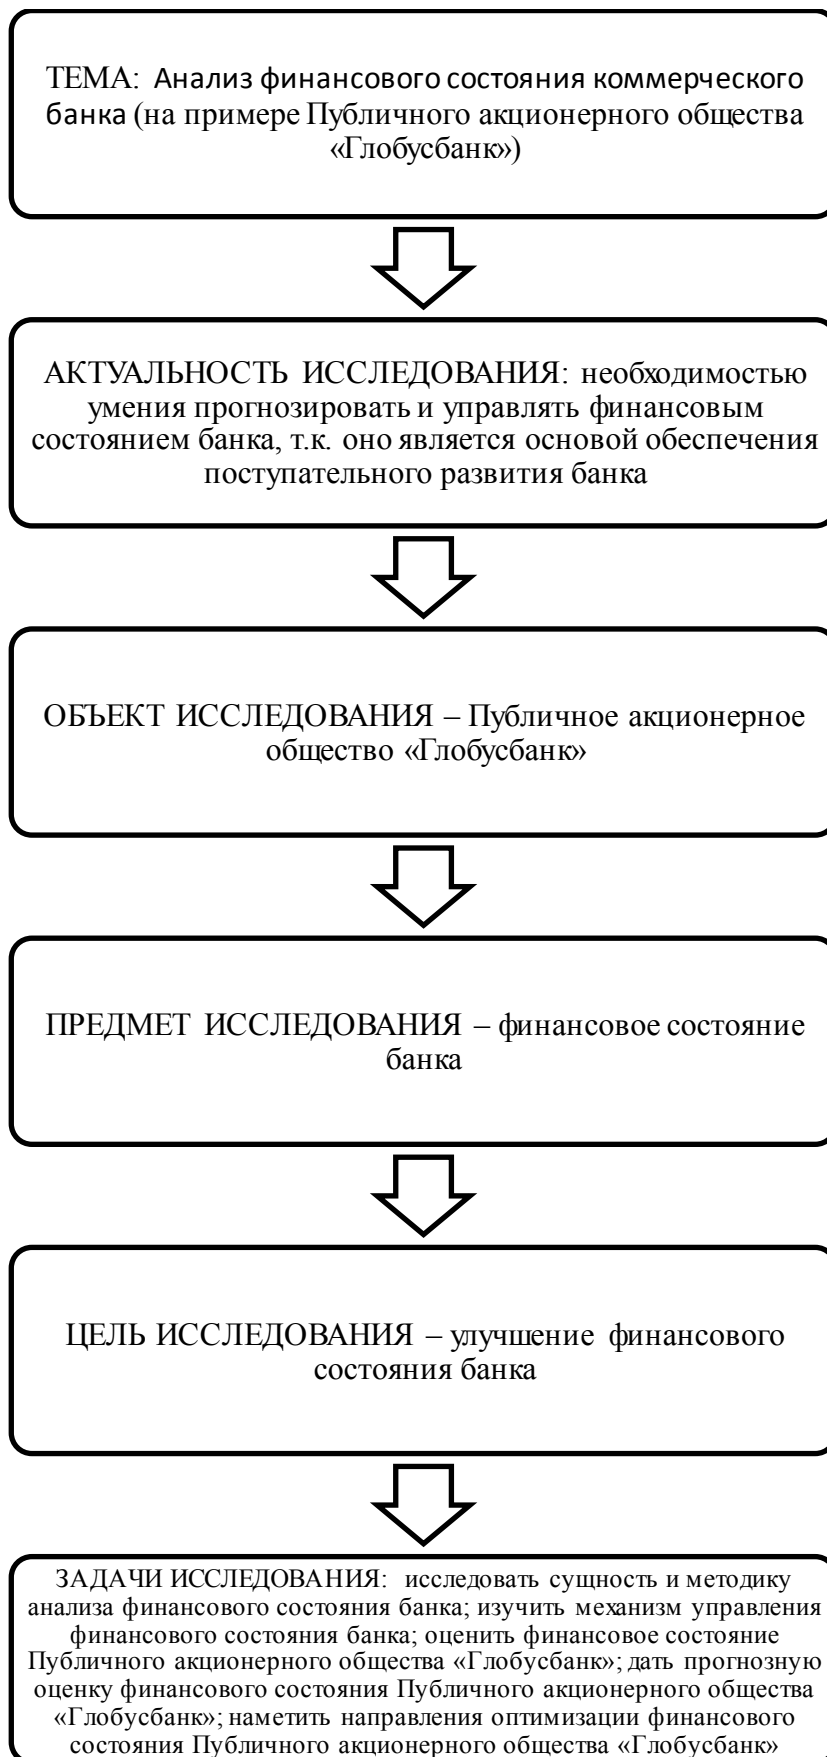 ТЕМА: Анализ финансового состояния коммерческого
банка (на примере Публичного акционерного общества
«Глобусбанк»)
АКТУАЛЬНОСТЬ ИССЛЕДОВАНИЯ: необходимостью
умения прогнозировать и управлять финансовым
состоянием банка, т.к. оно является основой обеспечения
поступательного развития банка
ОБЪЕКТ ИССЛЕДОВАНИЯ – Публичное акционерное
общество «Глобусбанк»
ПРЕДМЕТ ИССЛЕДОВАНИЯ – финансовое состояние
банка
ЦЕЛЬ ИССЛЕДОВАНИЯ – улучшение финансового
состояния банка
ЗАДАЧИ ИССЛЕДОВАНИЯ: исследовать сущность и методику
анализа финансового состояния банка; изучить механизм управления
финансового состояния банка; оценить финансовое состояние
Публичного акционерного общества «Глобусбанк»; дать прогнозную
оценку финансового состояния Публичного акционерного общества
«Глобусбанк»; наметить направления оптимизации финансового
состояния Публичного акционерного общества «Глобусбанк»